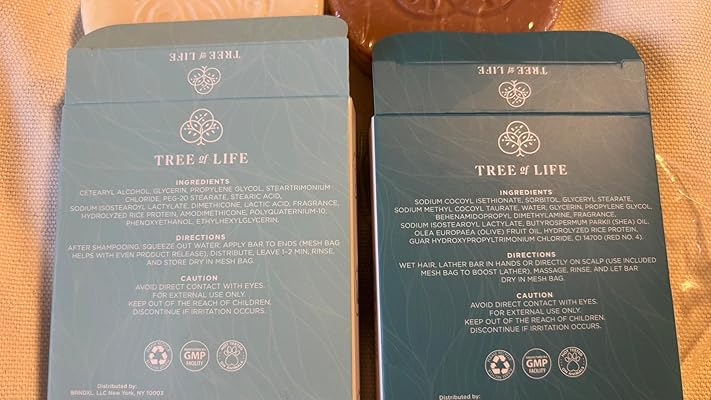 TREE of LIFE
TREE of LIFE
INGREDIENTS
CETEARYL ALCOHOL, GLYCERIN, PROPYLENE GLYCOL, STEARTRIMONIUM
CHLORIDE, PEG-20 STEARATE, STEARIC ACID,
SODIUM ISOSTEAROYL LACTYLATE, DIMETHICONE, LACTIC ACID, FRAGRANCE,
HYDROLYZED RICE PROTEIN, AMODIMETHICONE, POLYQUATERNIUM-10,
PHENOXYETHANOL, ETHYLHEXYLGLYCERIN.
DIRECTIONS
AFTER SHAMPOOING, SQUEEZE OUT WATER. APPLY BAR TO ENDS (MESH BAG
HELPS WITH EVEN PRODUCT RELEASE), DISTRIBUTE, LEAVE 1–2 MIN, RINSE,
AND STORE DRY IN MESH BAG.
CAUTION
AVOID DIRECT CONTACT WITH EYES.
FOR EXTERNAL USE ONLY.
KEEP OUT OF THE REACH OF CHILDREN.
DISCONTINUE IF IRRITATION OCCURS.
GMP
FACILITY
Distributed by:
BRNDXL, LLC New York, NY 10003
TREE of LIFE
TREE of LIFE
INGREDIENTS
SODIUM COCOYL ISETHIONATE, SORBITOL, GLYCERYL STEARATE,
SODIUM METHYL COCOYL TAURATE, WATER, GLYCERIN, PROPYLENE GLYCOL,
BEHENAMIDOPROPYL DIMETHYLAMINE, FRAGRANCE,
SODIUM ISOSTEAROYL LACTYLATE, BUTYROSPERMUM PARKII (SHEA) OIL,
OLEA EUROPAEA (OLIVE) FRUIT OIL, HYDROLYZED RICE PROTEIN,
GUAR HYDROXYPROPYLTRIMONIUM CHLORIDE, CI 14700 (RED NO. 4).
DIRECTIONS
WET HAIR, LATHER BAR IN HANDS OR DIRECTLY ON SCALP (USE INCLUDED
MESH BAG TO BOOST LATHER). MASSAGE, RINSE, AND LET BAR
DRY IN MESH BAG.
CAUTION
AVOID DIRECT CONTACT WITH EYES.
FOR EXTERNAL USE ONLY.
KEEP OUT OF THE REACH OF CHILDREN.
DISCONTINUE IF IRRITATION OCCURS.
GMP
FACILITY
Distributed by: